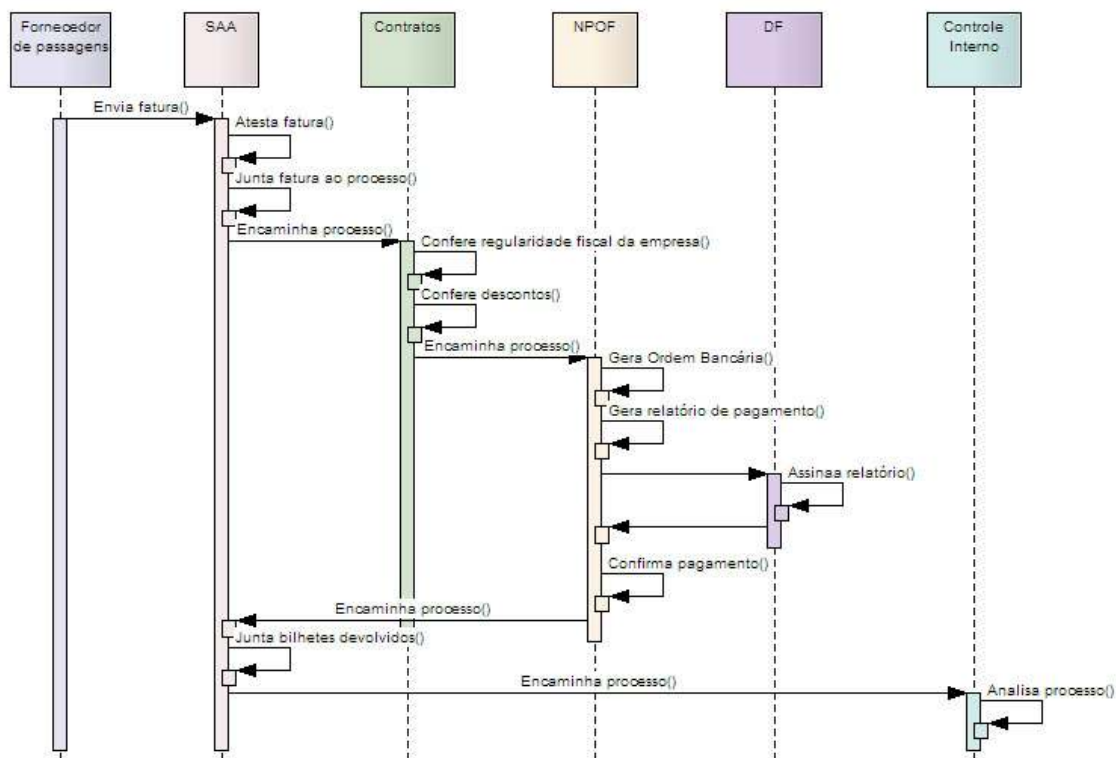 Fornecedor
de passagens
SAA
Contratos
NPOF
DF
Controle
Interno
Envia fatura()
Atesta fatura()
Junta fatura ao processo()
Encaminha processo()
Confere regularidade fiscal da empresa()
Confere descontos()
Encaminha processo()
Gera Ordem Bancária()
Gera relatório de pagamento()
Assinaa relatório()
Confirma pagamento()
Encaminha processo()
Junta bilhetes devolvidos()
Encaminha processo()
Analisa processo()